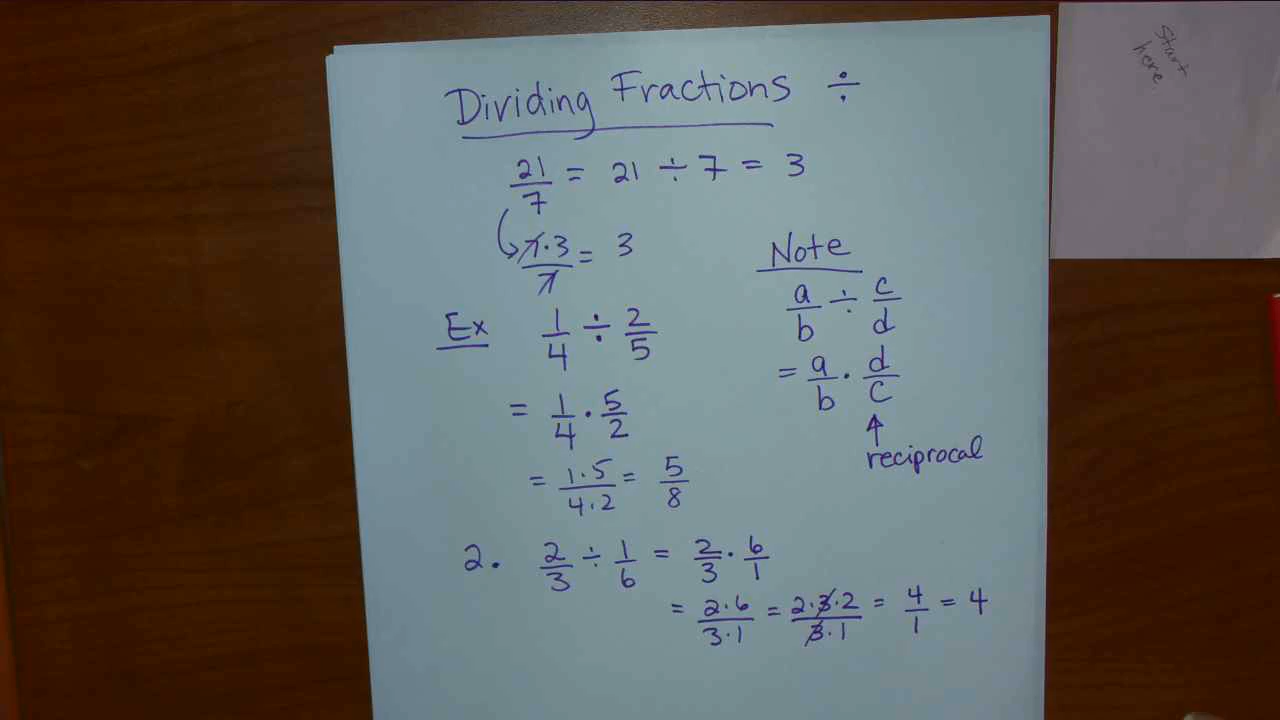 Dividing Fractions ÷
21/7 = 21 ÷ 7 = 3
7·3/7 = 3
Note
a/b ÷ c/d
= a/b · d/c
reciprocal
Ex 1/4 ÷ 2/5
= 1/4 · 5/2
= 1·5/4·2 = 5/8
2. 2/3 ÷ 1/6 = 2/3 · 6/1
= 2·6/3·1 = 2·3·2/3·1 = 4/1 = 4
Start
here